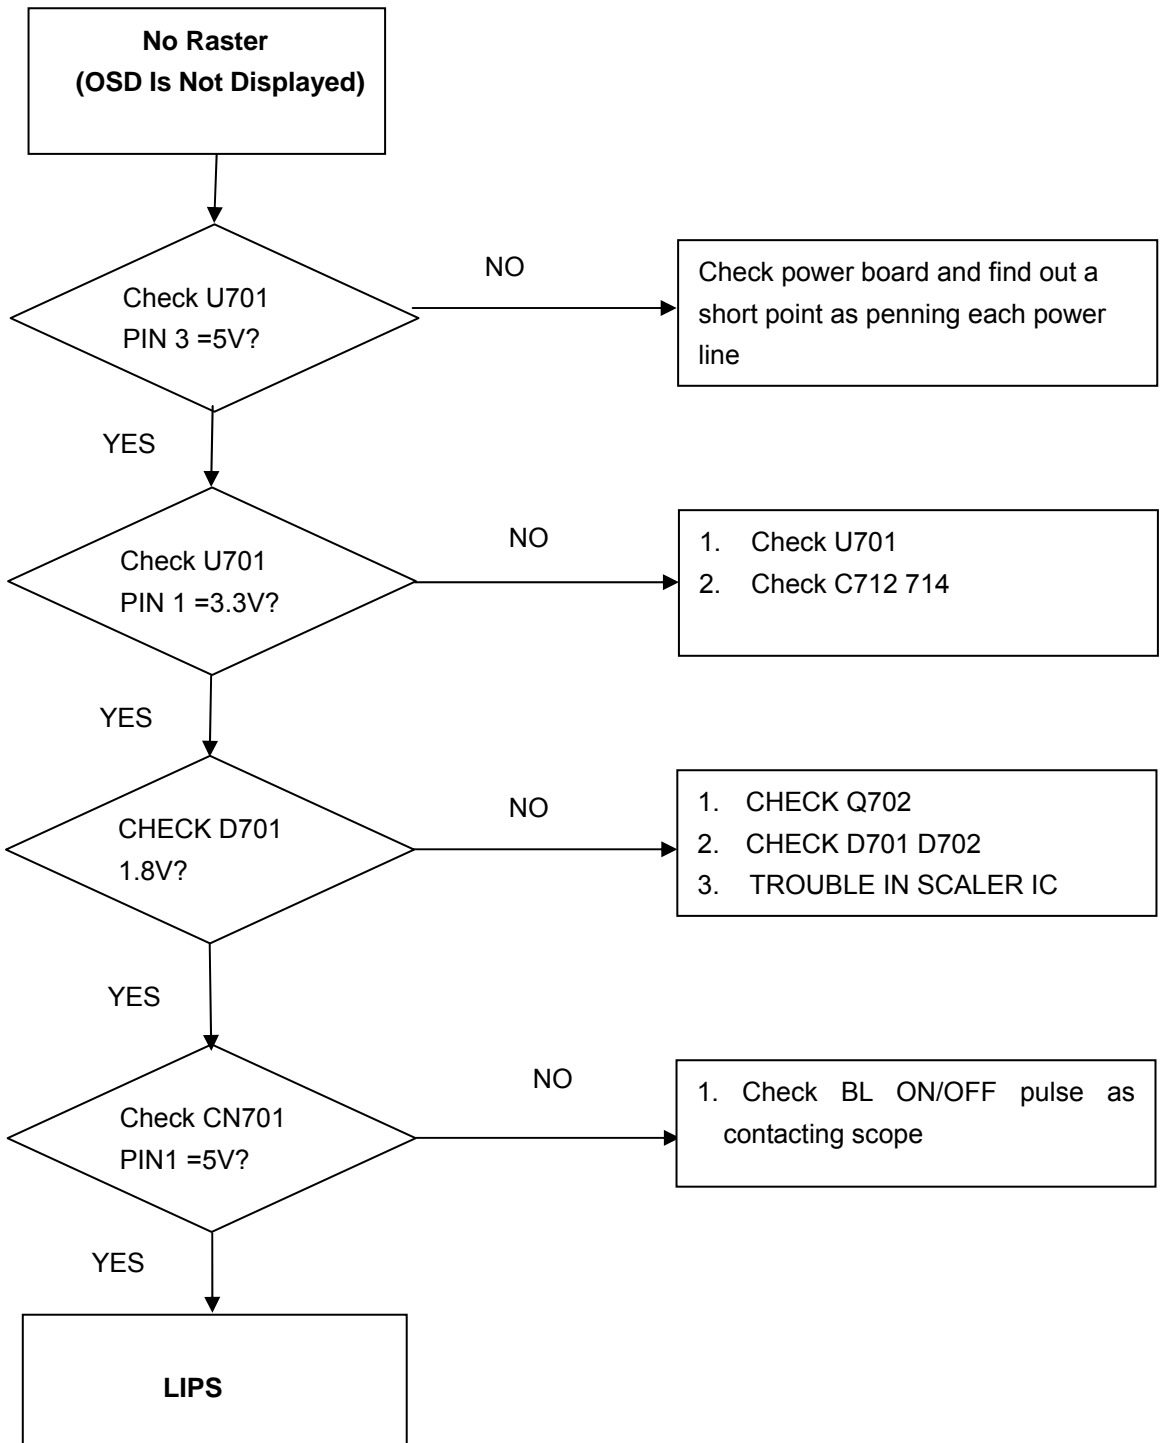 No Raster
(OSD Is Not Displayed)
Check U701
PIN 3 =5V?
NO
Check power board and find out a
short point as penning each power
line
YES
Check U701
PIN 1 =3.3V?
NO
1. Check U701
2. Check C712 714
YES
CHECK D701
1.8V?
NO
1. CHECK Q702
2. CHECK D701 D702
3. TROUBLE IN SCALER IC
YES
Check CN701
PIN1 =5V?
NO
1. Check BL ON/OFF pulse as
contacting scope
YES
LIPS